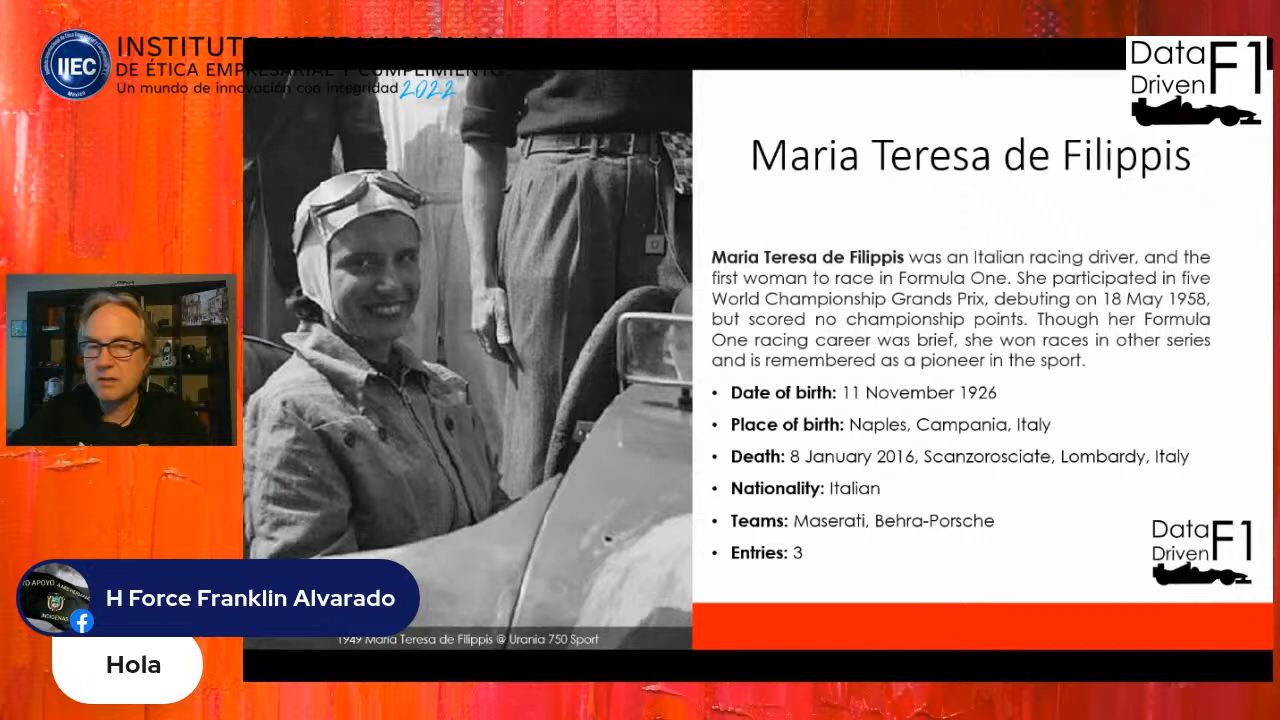 IIEC
México
INSTITUTO INTERNACIONAL
DE ÉTICA EMPRESARIAL Y CUMPLIMIENTO
Un mundo de innovación con integridad 2022
Data
Driven F1
Maria Teresa de Filippis
Maria Teresa de Filippis was an Italian racing driver, and the
first woman to race in Formula One. She participated in five
World Championship Grands Prix, debuting on 18 May 1958,
but scored no championship points. Though her Formula
One racing career was brief, she won races in other series
and is remembered as a pioneer in the sport.
• Date of birth: 11 November 1926
• Place of birth: Naples, Campania, Italy
• Death: 8 January 2016, Scanzorosciate, Lombardy, Italy
• Nationality: Italian
• Teams: Maserati, Behra-Porsche
• Entries: 3
Data
Driven F1
H Force Franklin Alvarado
Hola
1949 Maria Teresa de Filippis @ Urania 750 Sport